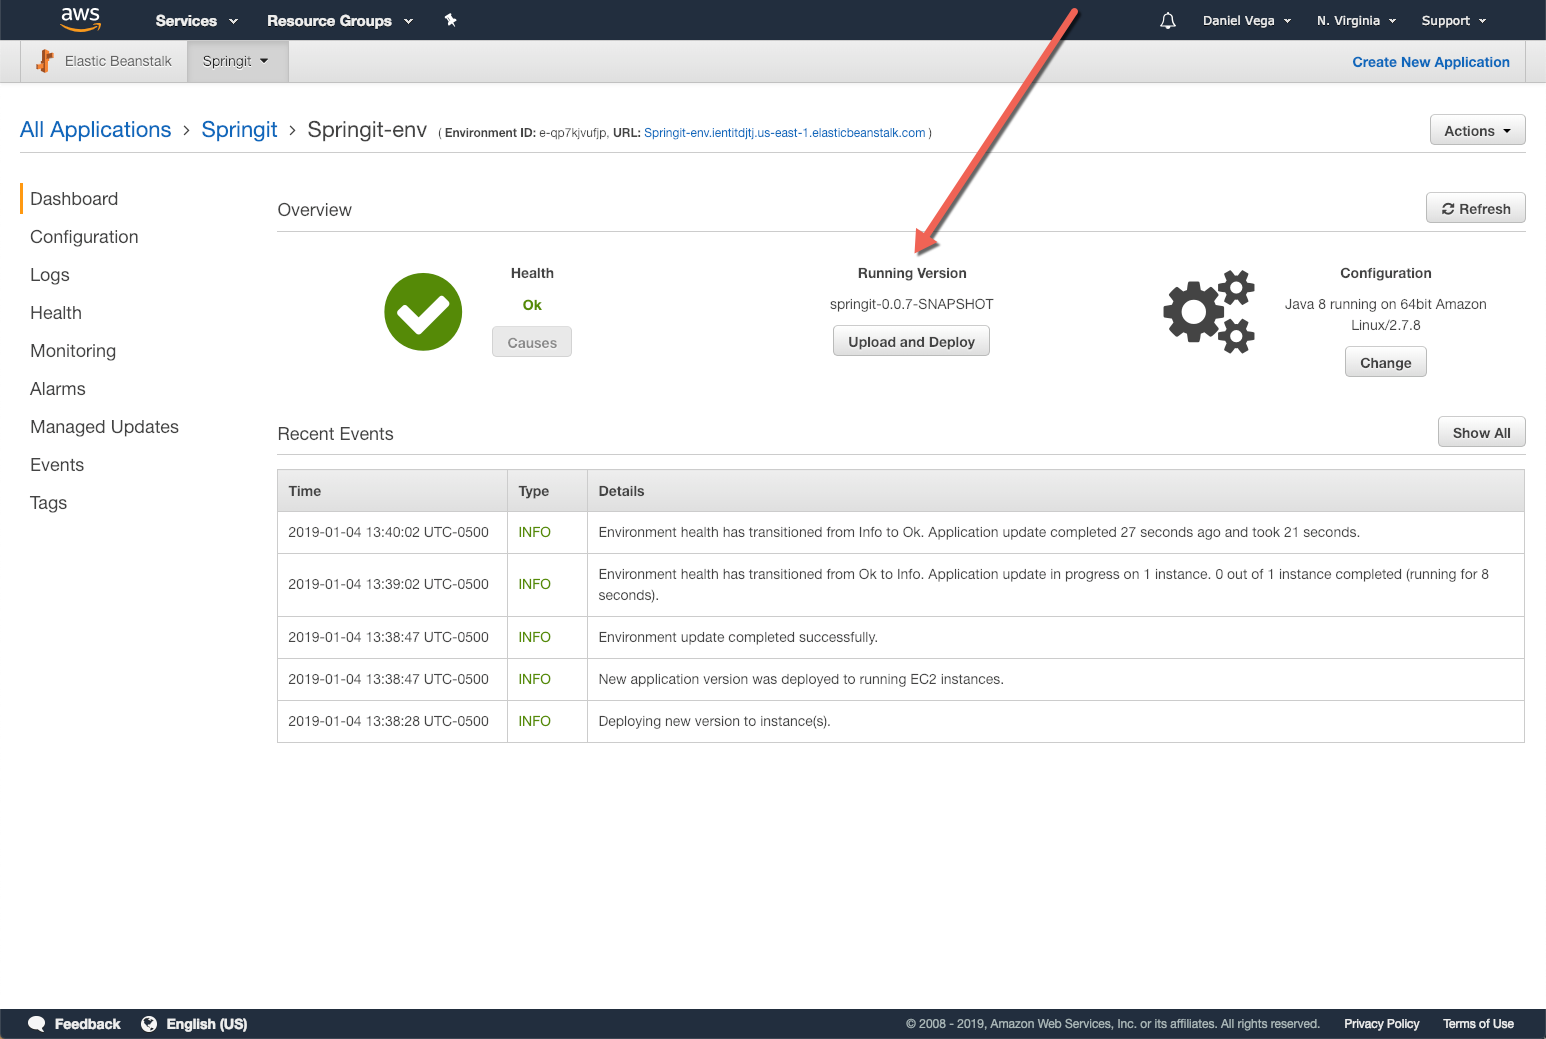 aws Services Resource Groups Daniel Vega N. Virginia Support
Elastic Beanstalk Springit Create New Application
All Applications › Springit › Springit-env ( Environment ID: e-qp7kjvufjp, URL: Springit-env.ientitdjtj.us-east-1.elasticbeanstalk.com )
Actions
Dashboard
Configuration
Logs
Health
Monitoring
Alarms
Managed Updates
Events
Tags
Overview
Refresh
Health
Ok
Causes
Running Version
springit-0.0.7-SNAPSHOT
Upload and Deploy
Configuration
Java 8 running on 64bit Amazon
Linux/2.7.8
Change
Recent Events
Show All
Time Type Details
2019-01-04 13:40:02 UTC-0500 INFO Environment health has transitioned from Info to Ok. Application update completed 27 seconds ago and took 21 seconds.
2019-01-04 13:39:02 UTC-0500 INFO Environment health has transitioned from Ok to Info. Application update in progress on 1 instance. 0 out of 1 instance completed (running for 8
seconds).
2019-01-04 13:38:47 UTC-0500 INFO Environment update completed successfully.
2019-01-04 13:38:47 UTC-0500 INFO New application version was deployed to running EC2 instances.
2019-01-04 13:38:28 UTC-0500 INFO Deploying new version to instance(s).
Feedback English (US) © 2008 - 2019, Amazon Web Services, Inc. or its affiliates. All rights reserved. Privacy Policy Terms of Use